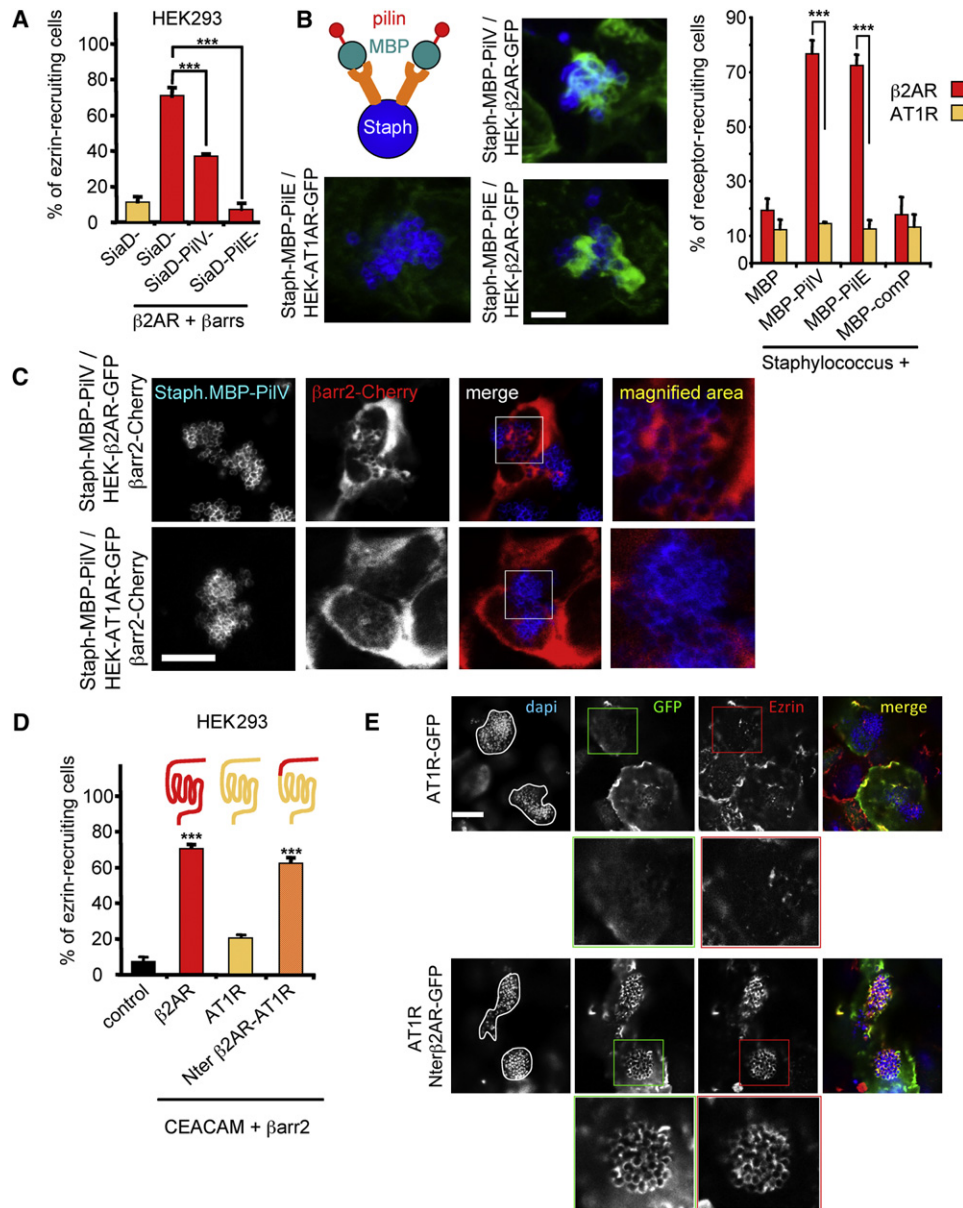 A
HEK293
% of ezrin-recruiting cells
100
80
60
40
20
0
***
***
SiaD-
SiaD-
SiaD-PilV-
SiaD-PilE-
β2AR + βarrs
B
pilin
MBP
Staph
Staph-MBP-PilV /
HEK-β2AR-GFP
Staph-MBP-PilE /
HEK-AT1AR-GFP
Staph-MBP-PiE /
HEK-β2AR-GFP
% of receptor-recruiting cells
90
70
50
30
10
0
***
***
β2AR
AT1R
MBP
MBP-PilV
MBP-PilE
MBP-comP
Staphylococcus +
C
Staph-MBP-PilV /
HEK-β2AR-GFP
βarr2-Cherry
Staph.MBP-PilV
βarr2-Cherry
merge
magnified area
Staph-MBP-PilV /
HEK-AT1AR-GFP
βarr2-Cherry
D
HEK293
% of ezrin-recruiting cells
100
80
60
40
20
0
***
***
control
β2AR
AT1R
Nter β2AR-AT1R
CEACAM + βarr2
E
dapi
GFP
Ezrin
merge
AT1R-GFP
AT1R
Nterβ2AR-GFP